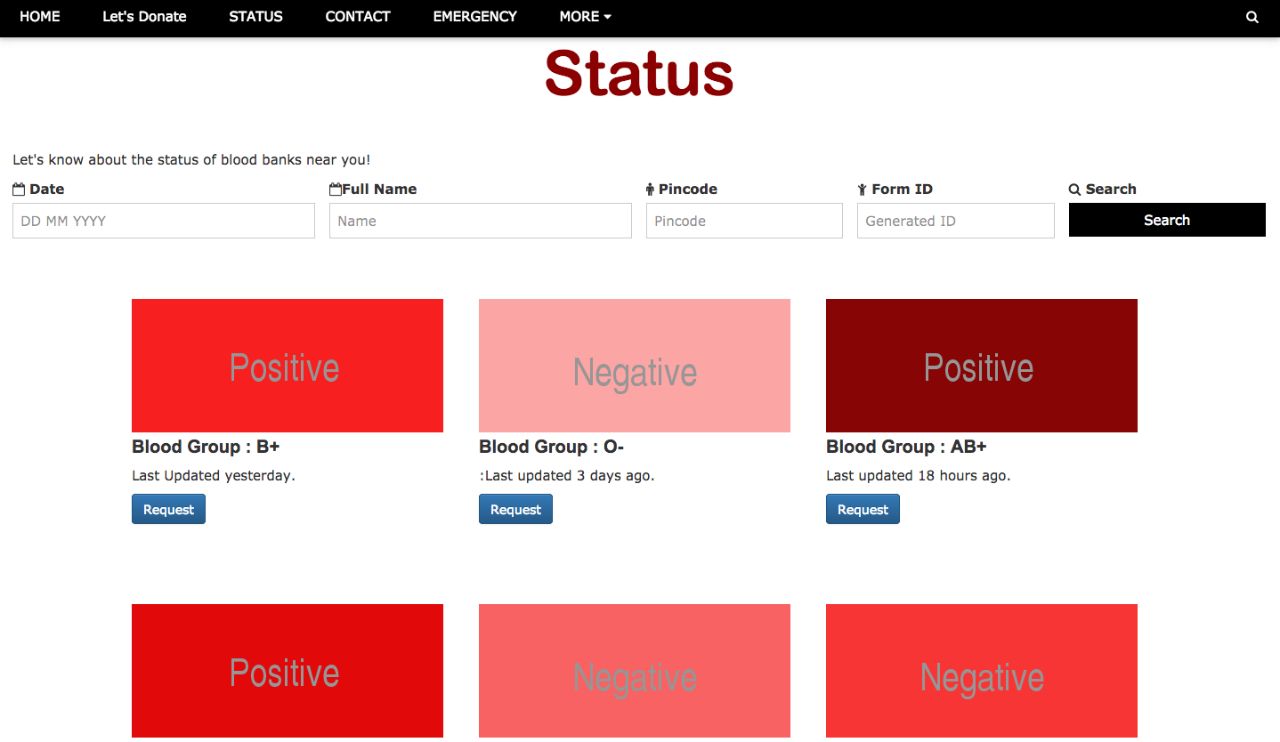 HOME Let's Donate STATUS CONTACT EMERGENCY MORE
Status
Let's know about the status of blood banks near you!
Date Full Name Pincode Form ID Search
DD MM YYYY Name Pincode Generated ID Search
Positive Negative Positive
Blood Group : B+ Blood Group : O- Blood Group : AB+
Last Updated yesterday. :Last updated 3 days ago. Last updated 18 hours ago.
Request Request Request
Positive Negative Negative